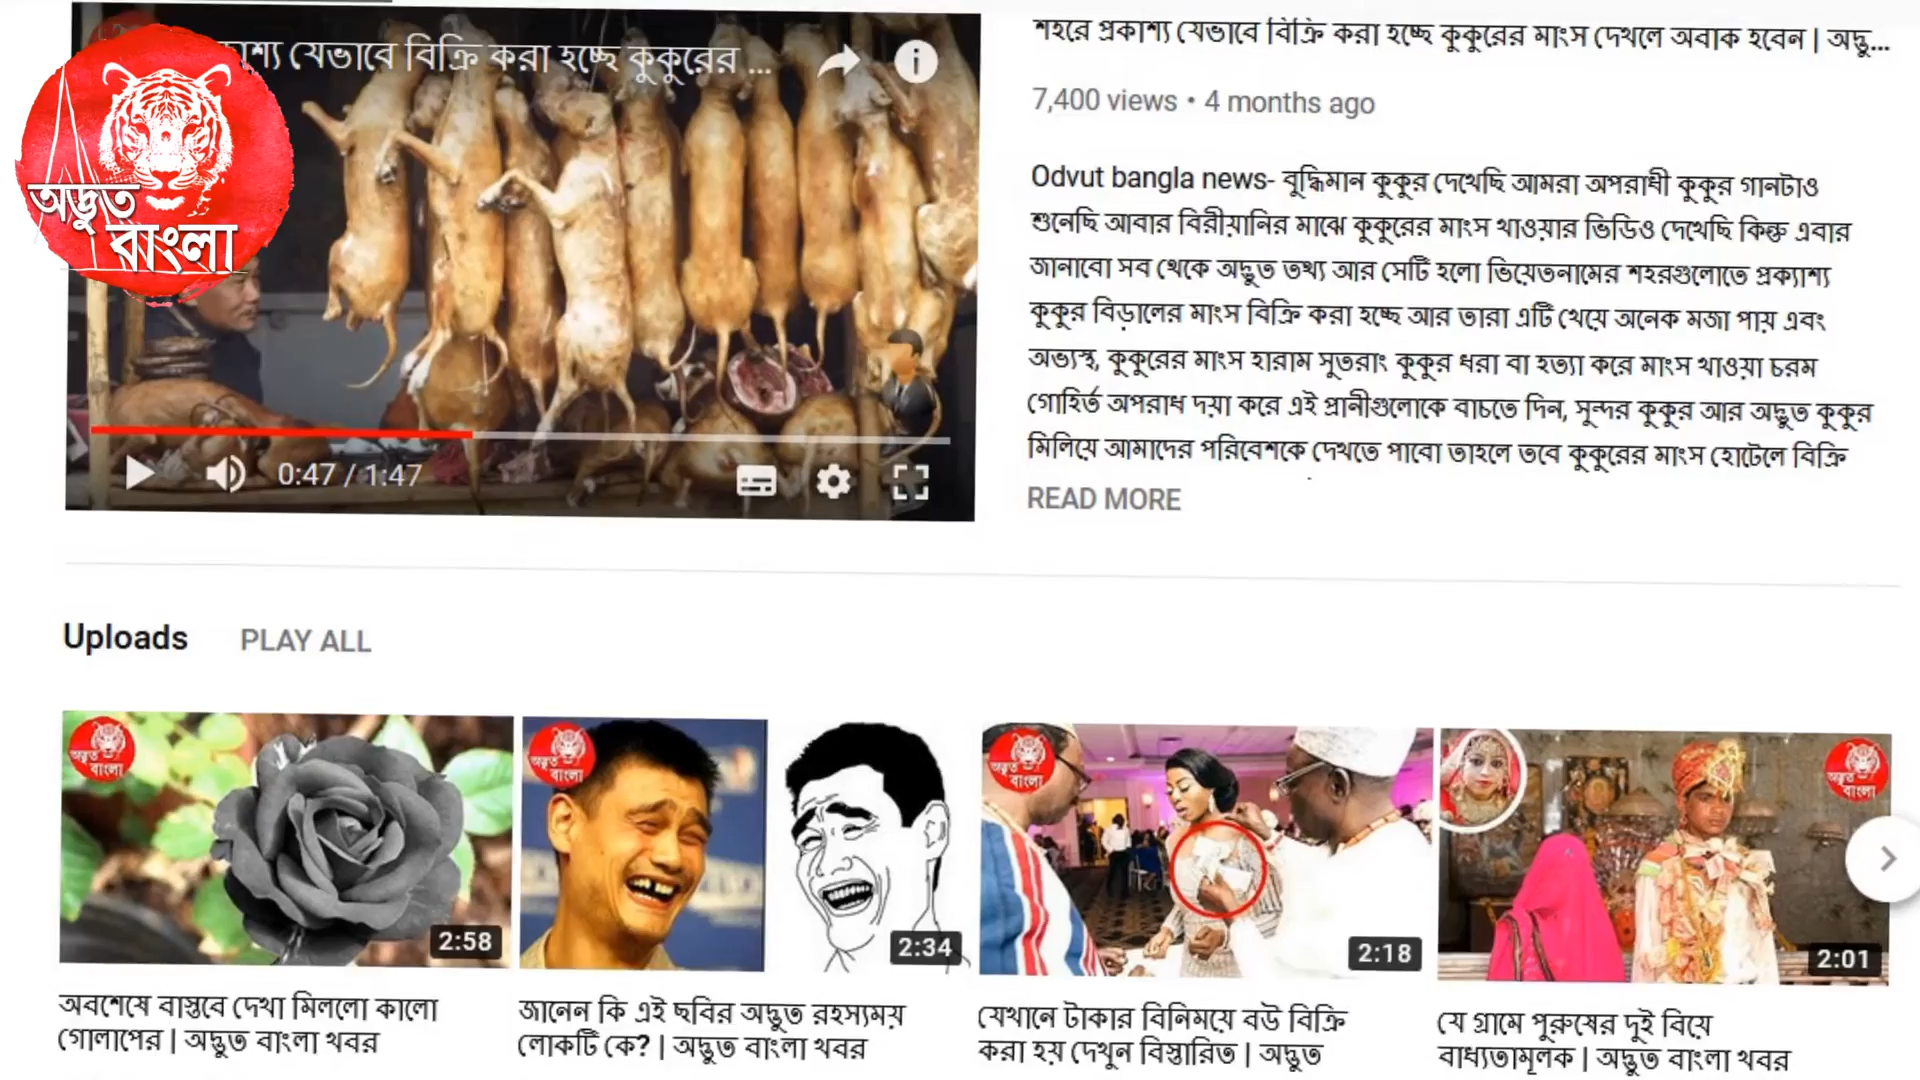 অদ্ভুত
বাংলা
যেভাবে বিক্রি করা হচ্ছে কুকুরের ...
0:47 / 1:47
শহরে প্রকাশ্য যেভাবে বিক্রি করা হচ্ছে কুকুরের মাংস দেখলে অবাক হবেন | অদ্ভু...
7,400 views • 4 months ago
Odvut bangla news- বুদ্ধিমান কুকুর দেখেছি আমরা অপরাধী কুকুর গানটাও
শুনেছি আবার বিরীয়ানির মাঝে কুকুরের মাংস খাওয়ার ভিডিও দেখেছি কিন্তু এবার
জানাবো সব থেকে অদ্ভুত তথ্য আর সেটি হলো ভিয়েতনামের শহরগুলোতে প্রক্যাশ্য
কুকুর বিড়ালের মাংস বিক্রি করা হচ্ছে আর তারা এটি খেয়ে অনেক মজা পায় এবং
অভ্যস্থ, কুকুরের মাংস হারাম সুতরাং কুকুর ধরা বা হত্যা করে মাংস খাওয়া চরম
গোহির্ত অপরাধ দয়া করে এই প্রানীগুলোকে বাচতে দিন, সুন্দর কুকুর আর অদ্ভুত কুকুর
মিলিয়ে আমাদের পরিবেশকে দেখতে পাবো তাহলে তবে কুকুরের মাংস হোটেলে বিক্রি
READ MORE
Uploads PLAY ALL
অদ্ভুত
বাংলা
2:58
অদ্ভুত
বাংলা
2:34
অদ্ভুত
বাংলা
2:18
অদ্ভুত
বাংলা
2:01
অবশেষে বাস্তবে দেখা মিললো কালো
গোলাপের | অদ্ভুত বাংলা খবর
জানেন কি এই ছবির অদ্ভুত রহস্যময়
লোকটি কে? | অদ্ভুত বাংলা খবর
যেখানে টাকার বিনিময়ে বউ বিক্রি
করা হয় দেখুন বিস্তারিত | অদ্ভুত
যে গ্রামে পুরুষের দুই বিয়ে
বাধ্যতামূলক | অদ্ভুত বাংলা খবর